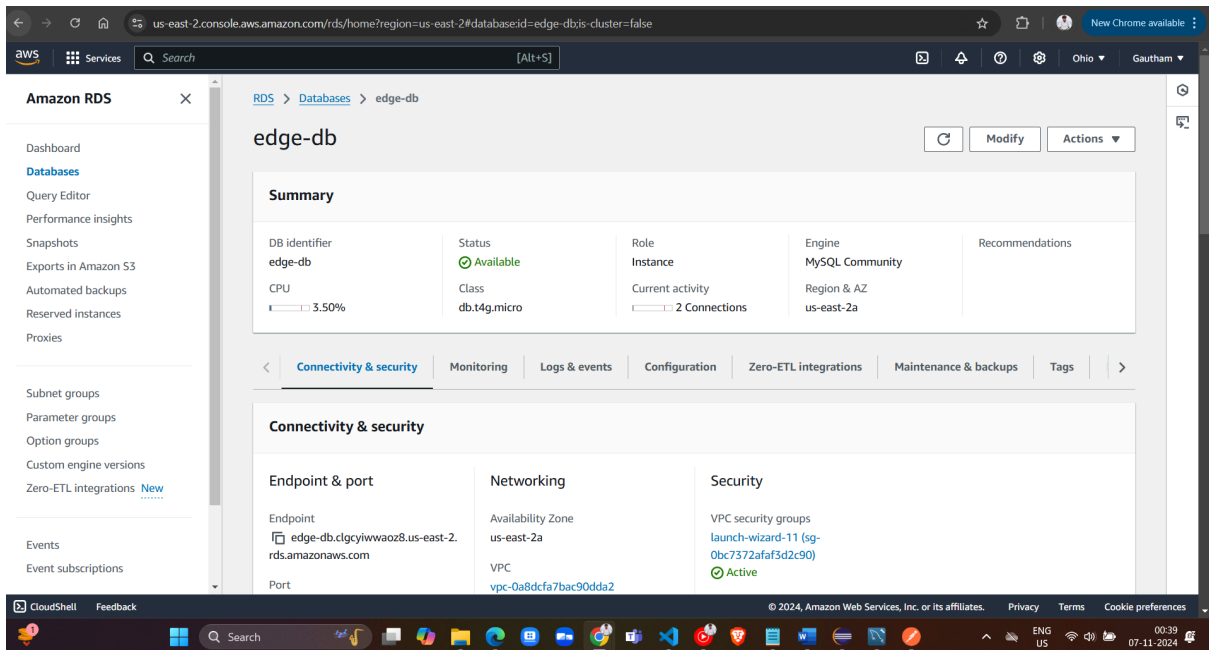 us-east-2.console.aws.amazon.com/rds/home?region=us-east-2#database:id=edge-db;is-cluster=false
New Chrome available
aws
Services
Search
[Alt+S]
Ohio
Gautham
Amazon RDS
Dashboard
Databases
Query Editor
Performance insights
Snapshots
Exports in Amazon S3
Automated backups
Reserved instances
Proxies
Subnet groups
Parameter groups
Option groups
Custom engine versions
Zero-ETL integrations New
Events
Event subscriptions
RDS > Databases > edge-db
edge-db
Modify
Actions
Summary
DB identifier
edge-db
Status
Available
Role
Instance
Engine
MySQL Community
Recommendations
CPU
3.50%
Class
db.t4g.micro
Current activity
2 Connections
Region & AZ
us-east-2a
Connectivity & security
Monitoring
Logs & events
Configuration
Zero-ETL integrations
Maintenance & backups
Tags
Connectivity & security
Endpoint & port
Endpoint
edge-db.clgcyiwwaoz8.us-east-2.
rds.amazonaws.com
Port
Networking
Availability Zone
us-east-2a
VPC
vpc-0a8dcfa7bac90dda2
Security
VPC security groups
launch-wizard-11 (sg-
0bc7372afaf3d2c90)
Active
CloudShell
Feedback
© 2024, Amazon Web Services, Inc. or its affiliates.
Privacy
Terms
Cookie preferences
1
Search
ENG
US
00:39
07-11-2024